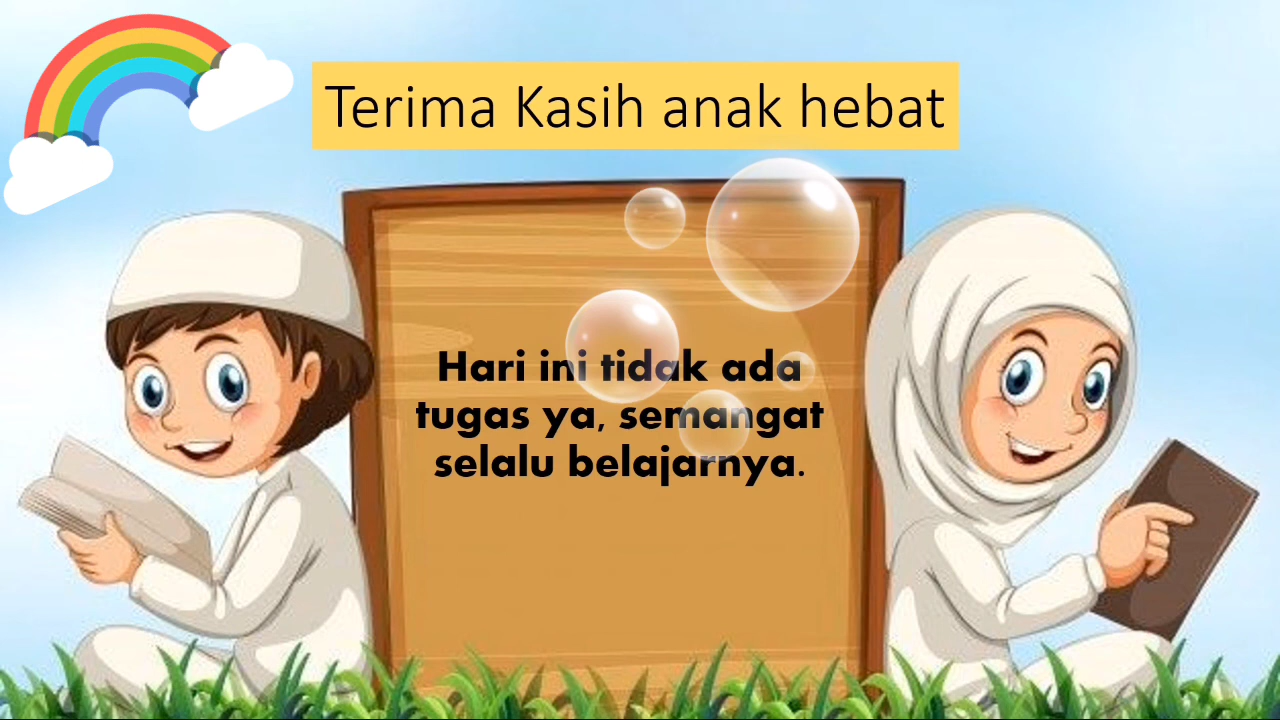 Terima Kasih anak hebat
Hari ini tidak ada
tugas ya, semangat
selalu belajarnya.